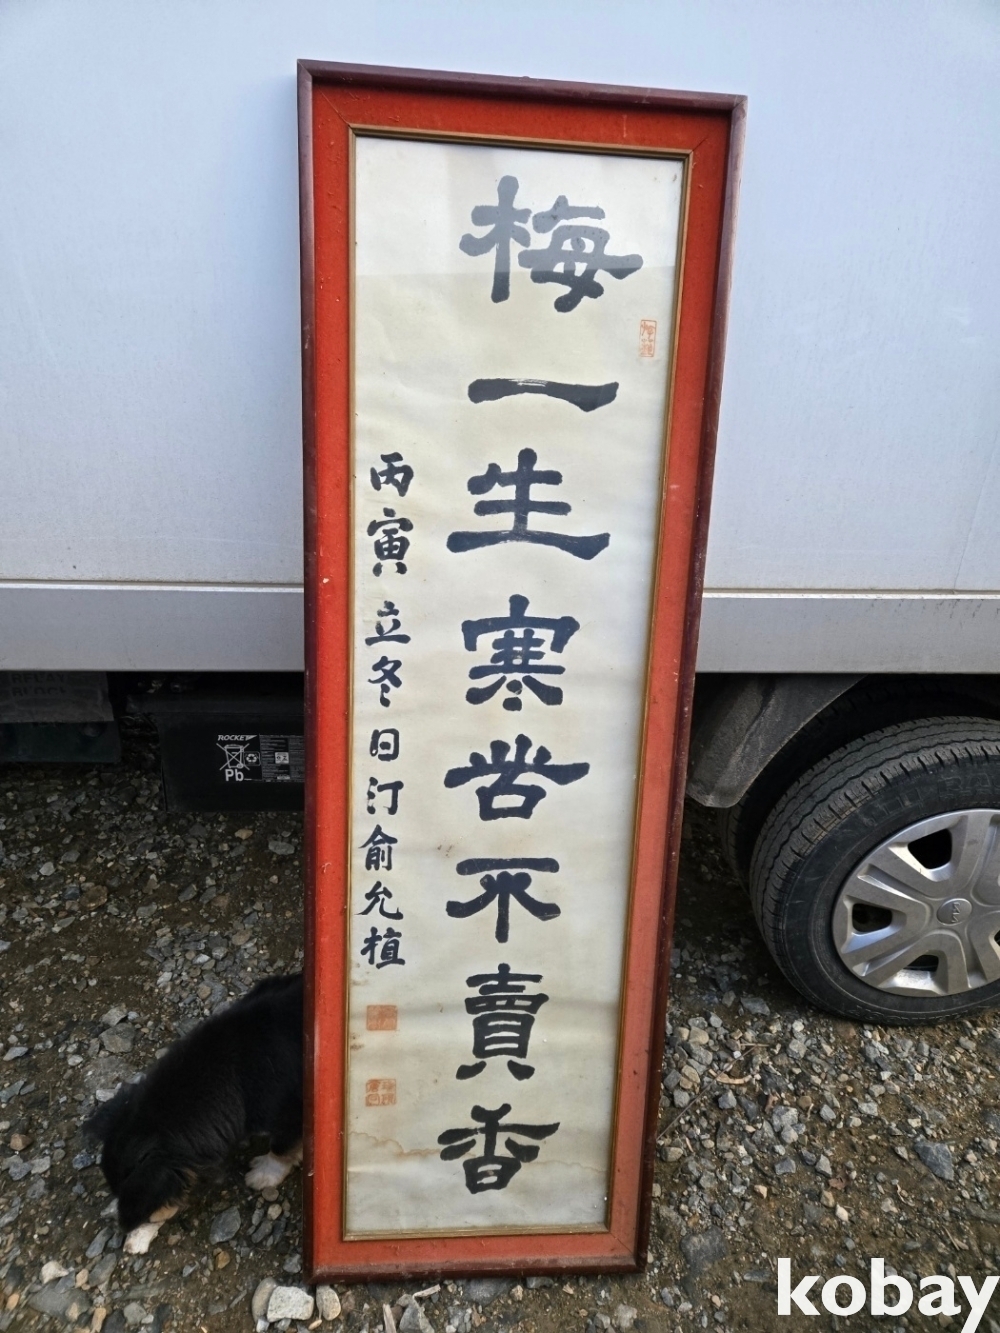 梅一生寒苦不賣香
丙寅立冬日汀俞允植
ROCKET
Pb
kobay